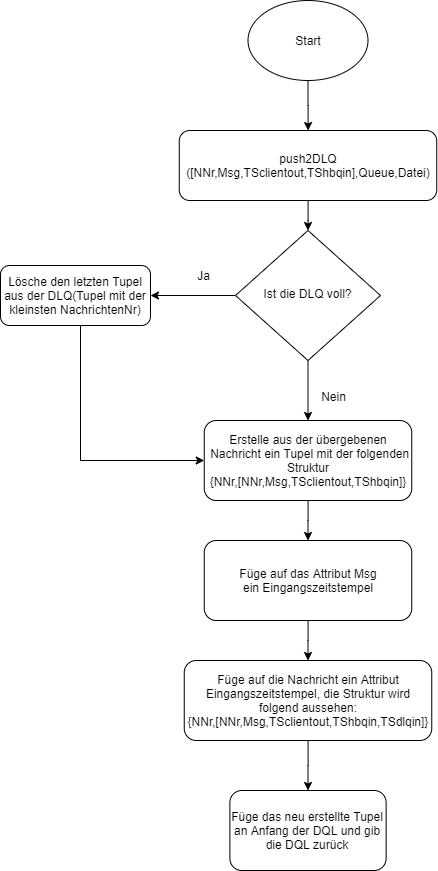 Start
push2DLQ
([NNr,Msg,TSclientout,TShbqin],Queue,Datei)
Ist die DLQ voll?
Ja
Lösche den letzten Tupel
aus der DLQ(Tupel mit der
kleinsten NachrichtenNr)
Nein
Erstelle aus der übergebenen
Nachricht ein Tupel mit der folgenden
Struktur
{NNr,[NNr,Msg,TSclientout,TShbqin]}
Füge auf das Attribut Msg
ein Eingangszeitstempel
Füge auf die Nachricht ein Attribut
Eingangszeitstempel, die Struktur wird
folgend aussehen:
{NNr,[NNr,Msg,TSclientout,TShbqin,TSdlqin]}
Füge das neu erstellte Tupel
an Anfang der DQL und gib
die DQL zurück